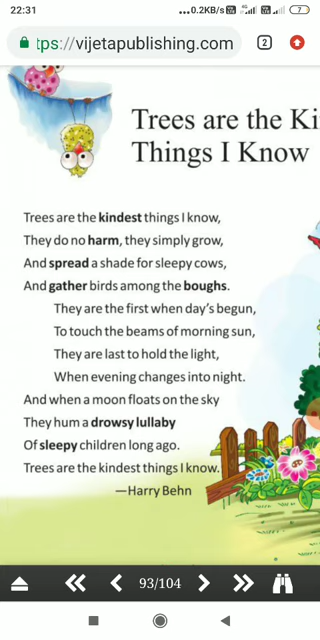 22:31
...0.2KB/s
4G
7
tps://vijetapublishing.com
2
Trees are the Ki
Things I Know
Trees are the kindest things I know,
They do no harm, they simply grow,
And spread a shade for sleepy cows,
And gather birds among the boughs.
They are the first when day's begun,
To touch the beams of morning sun,
They are last to hold the light,
When evening changes into night.
And when a moon floats on the sky
They hum a drowsy lullaby
Of sleepy children long ago.
Trees are the kindest things I know.
—Harry Behn
93/104